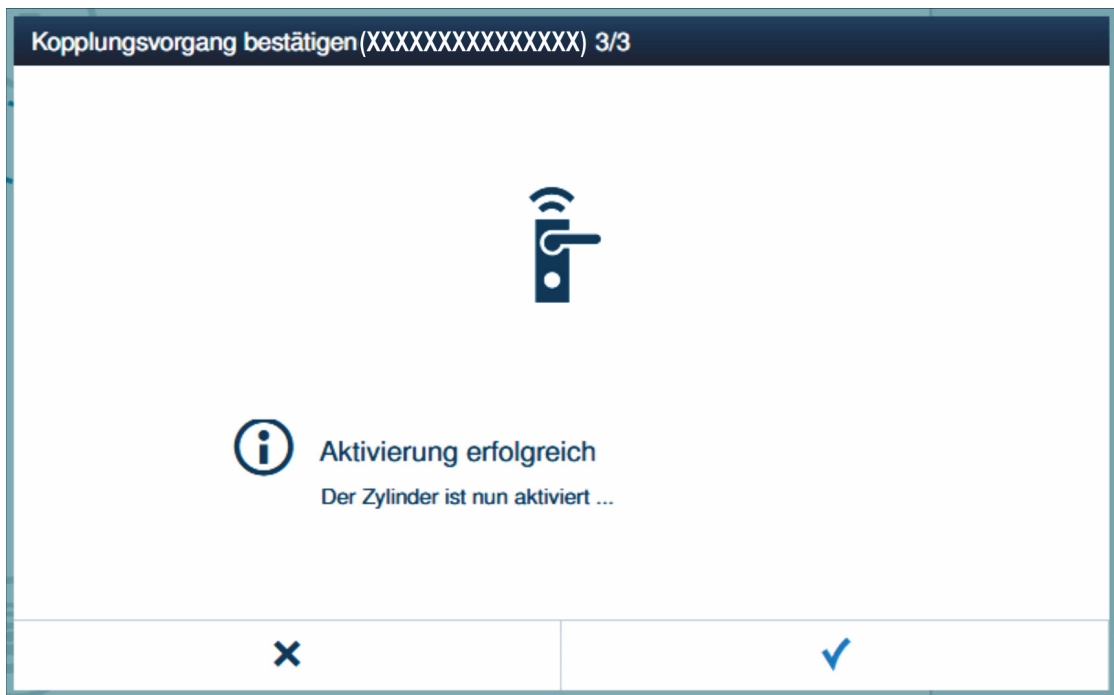 Kopplungsvorgang bestätigen(XXXXXXXXXXXXXXX) 3/3
Aktivierung erfolgreich
Der Zylinder ist nun aktiviert ...